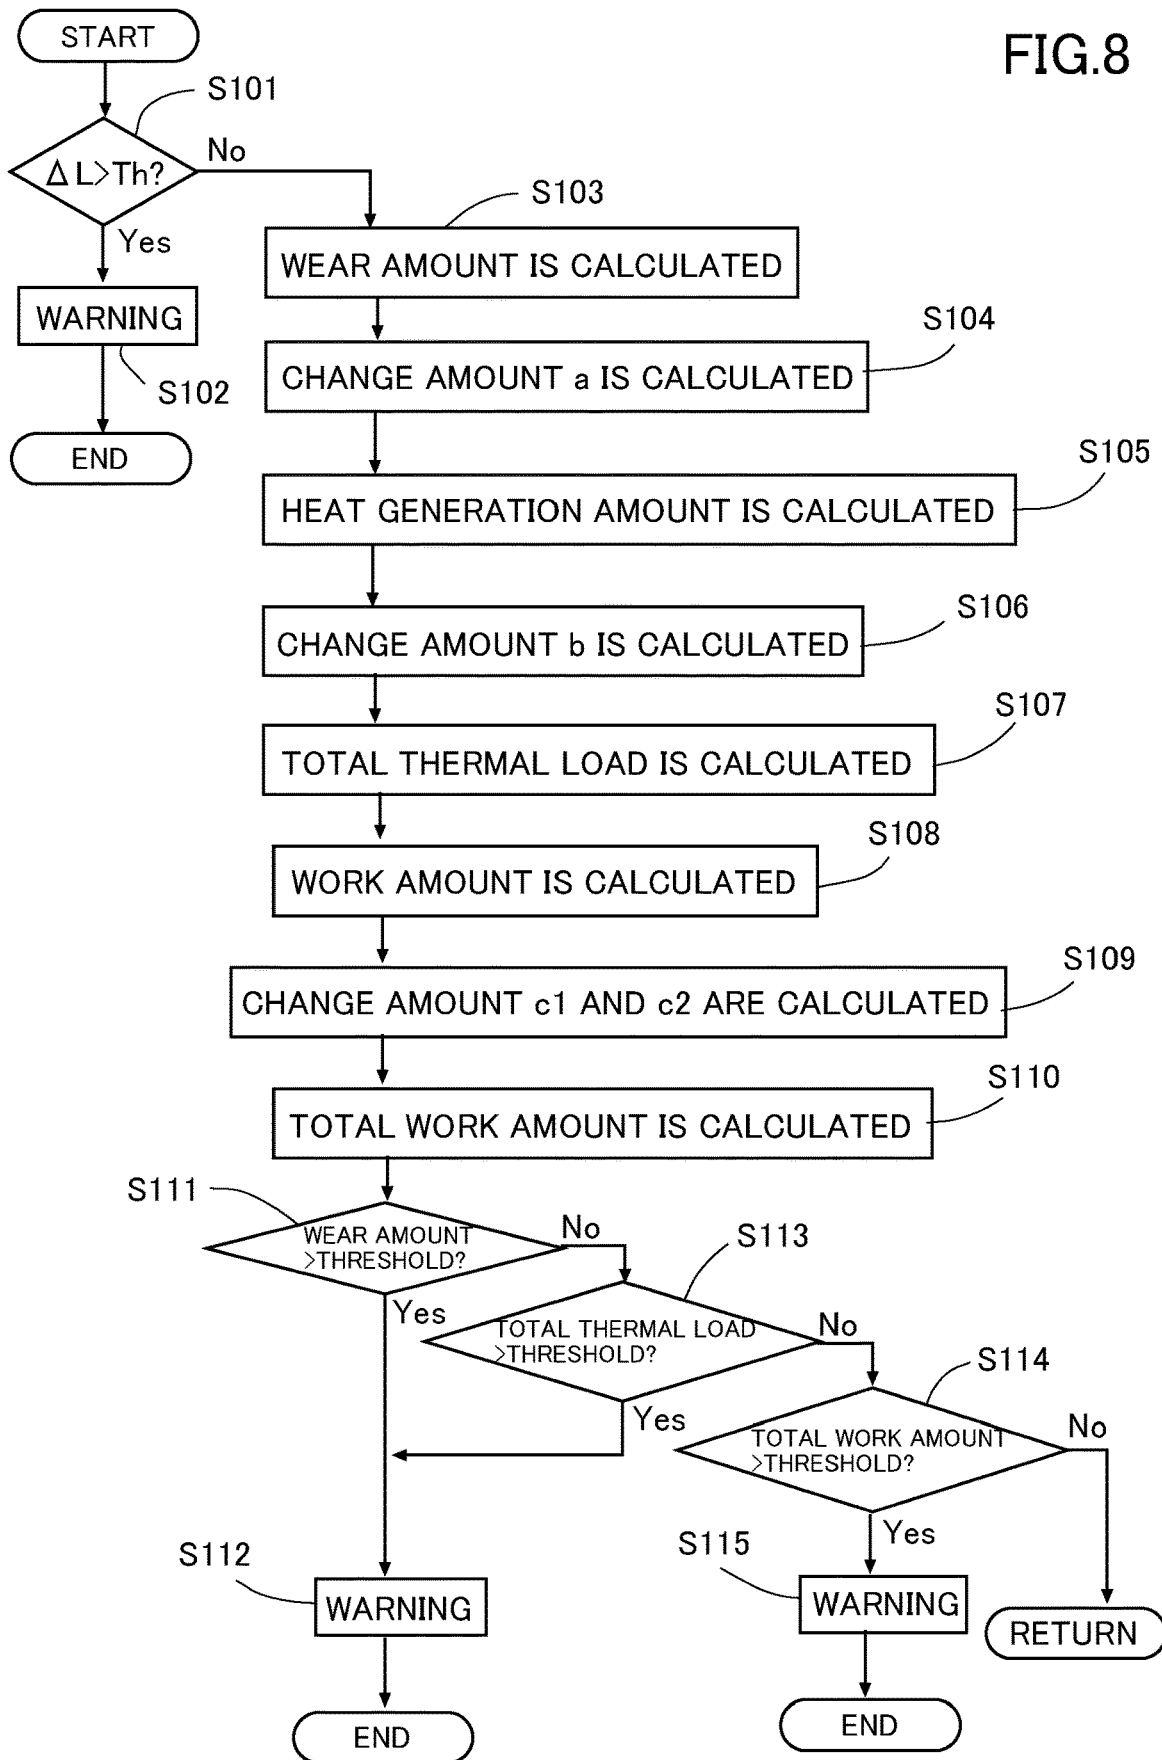 FIG.8
START
S101
ΔL>Th?
No
Yes
WARNING
S102
END
S103
WEAR AMOUNT IS CALCULATED
S104
CHANGE AMOUNT a IS CALCULATED
S105
HEAT GENERATION AMOUNT IS CALCULATED
S106
CHANGE AMOUNT b IS CALCULATED
S107
TOTAL THERMAL LOAD IS CALCULATED
S108
WORK AMOUNT IS CALCULATED
S109
CHANGE AMOUNT c1 AND c2 ARE CALCULATED
S110
TOTAL WORK AMOUNT IS CALCULATED
S111
WEAR AMOUNT
>THRESHOLD?
No
Yes
S113
TOTAL THERMAL LOAD
>THRESHOLD?
No
Yes
S114
TOTAL WORK AMOUNT
>THRESHOLD?
No
Yes
S112
WARNING
END
S115
WARNING
END
RETURN